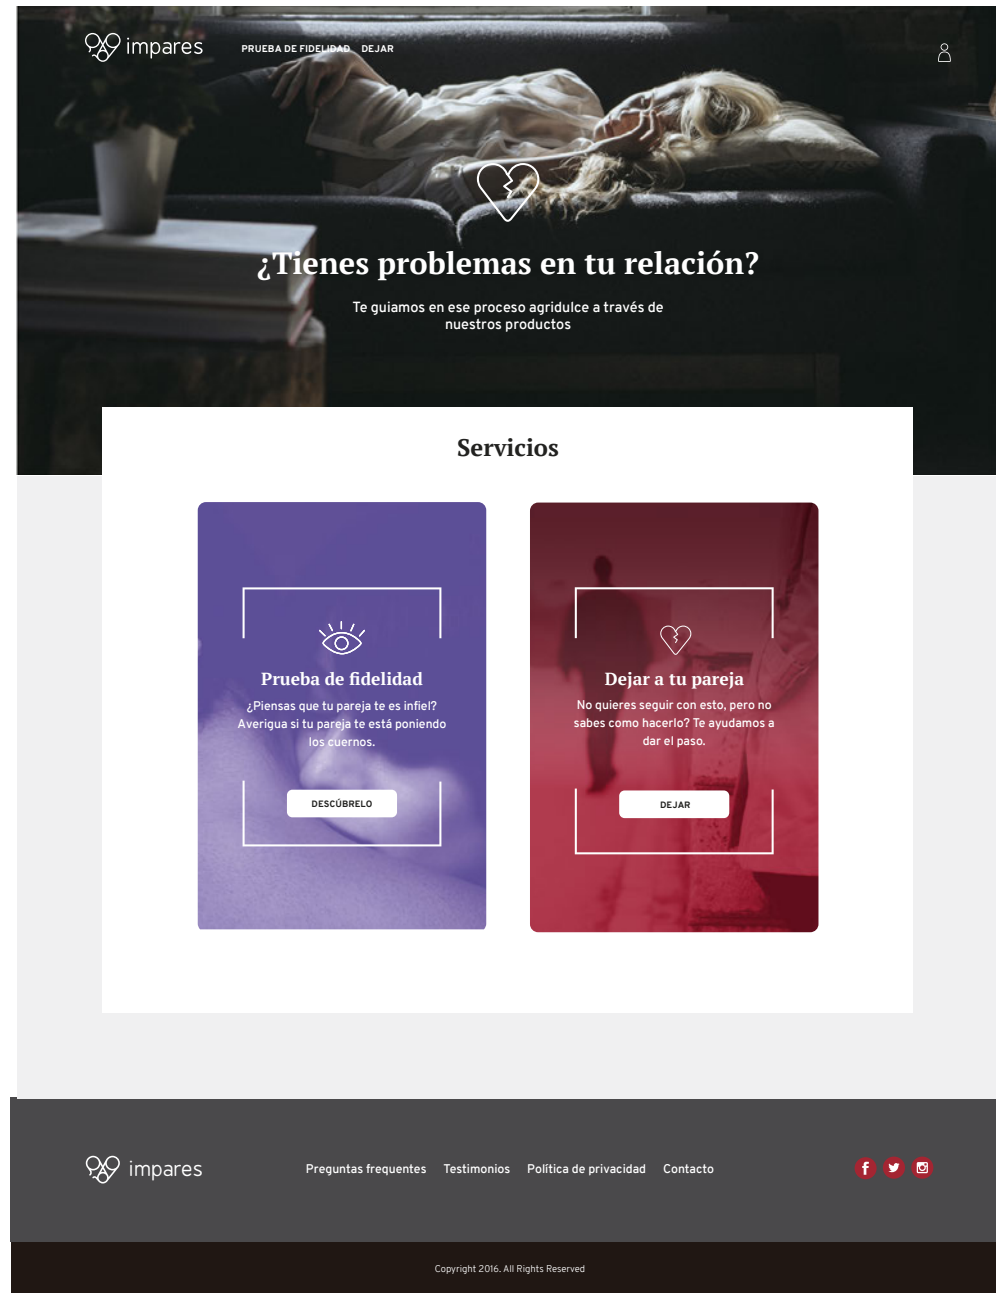 impares
PRUEBA DE FIDELIDAD DEJAR
¿Tienes problemas en tu relación?
Te guiamos en ese proceso agridulce a través de
nuestros productos
Servicios
Prueba de fidelidad
¿Piensas que tu pareja te es infiel?
Averigua si tu pareja te está poniendo
los cuernos.
DESCÚBRELO
Dejar a tu pareja
No quieres seguir con esto, pero no
sabes como hacerlo? Te ayudamos a
dar el paso.
DEJAR
impares
Preguntas frequentes Testimonios Política de privacidad Contacto
Copyright 2016. All Rights Reserved